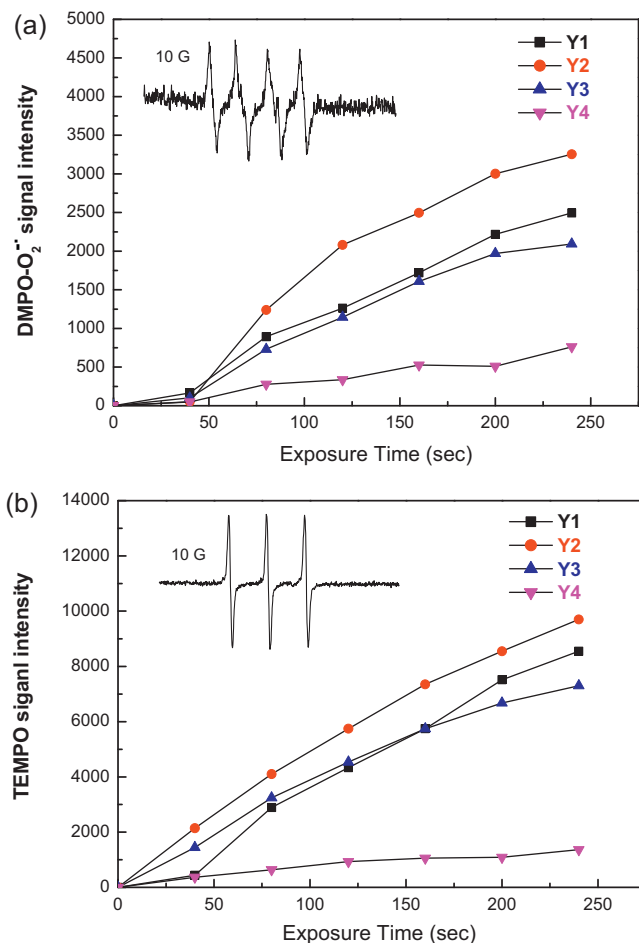 (a)
5000
4500
4000
3500
3000
2500
2000
1500
1000
500
0
DMPO-O₂⁻• signal intensity
10 G
Y1
Y2
Y3
Y4
0 50 100 150 200 250
Exposure Time (sec)
(b)
14000
12000
10000
8000
6000
4000
2000
0
TEMPO siganl intensity
10 G
Y1
Y2
Y3
Y4
0 50 100 150 200 250
Exposure Time (sec)